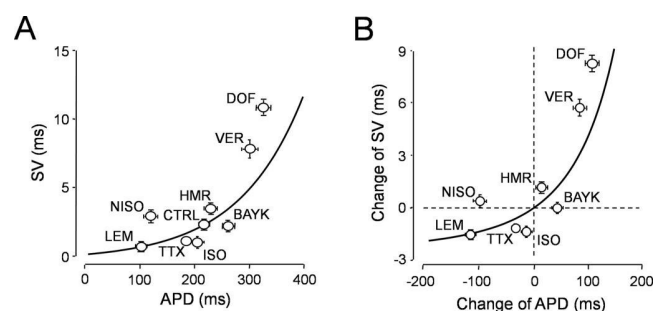 A
SV (ms)
15
10
5
0
0
100
200
300
400
APD (ms)
DOF
VER
HMR
NISO
CTRL
BAYK
LEM
TTX
ISO
B
Change of SV (ms)
9
6
3
0
-3
-200
-100
0
100
200
Change of APD (ms)
DOF
VER
HMR
NISO
BAYK
LEM
TTX
ISO